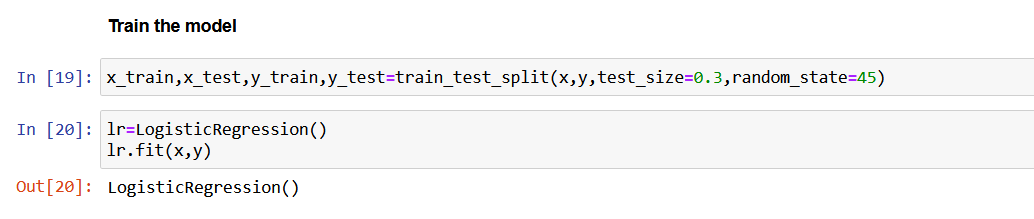 Train the model
In [19]: x_train,x_test,y_train,y_test=train_test_split(x,y,test_size=0.3,random_state=45)
In [20]: lr=LogisticRegression()
lr.fit(x,y)
Out[20]: LogisticRegression()